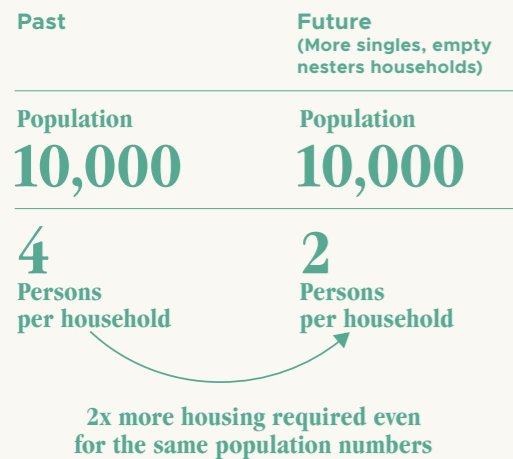 Past
Future
(More singles, empty
nesters households)
Population
10,000
Population
10,000
4
Persons
per household
2
Persons
per household
2x more housing required even
for the same population numbers